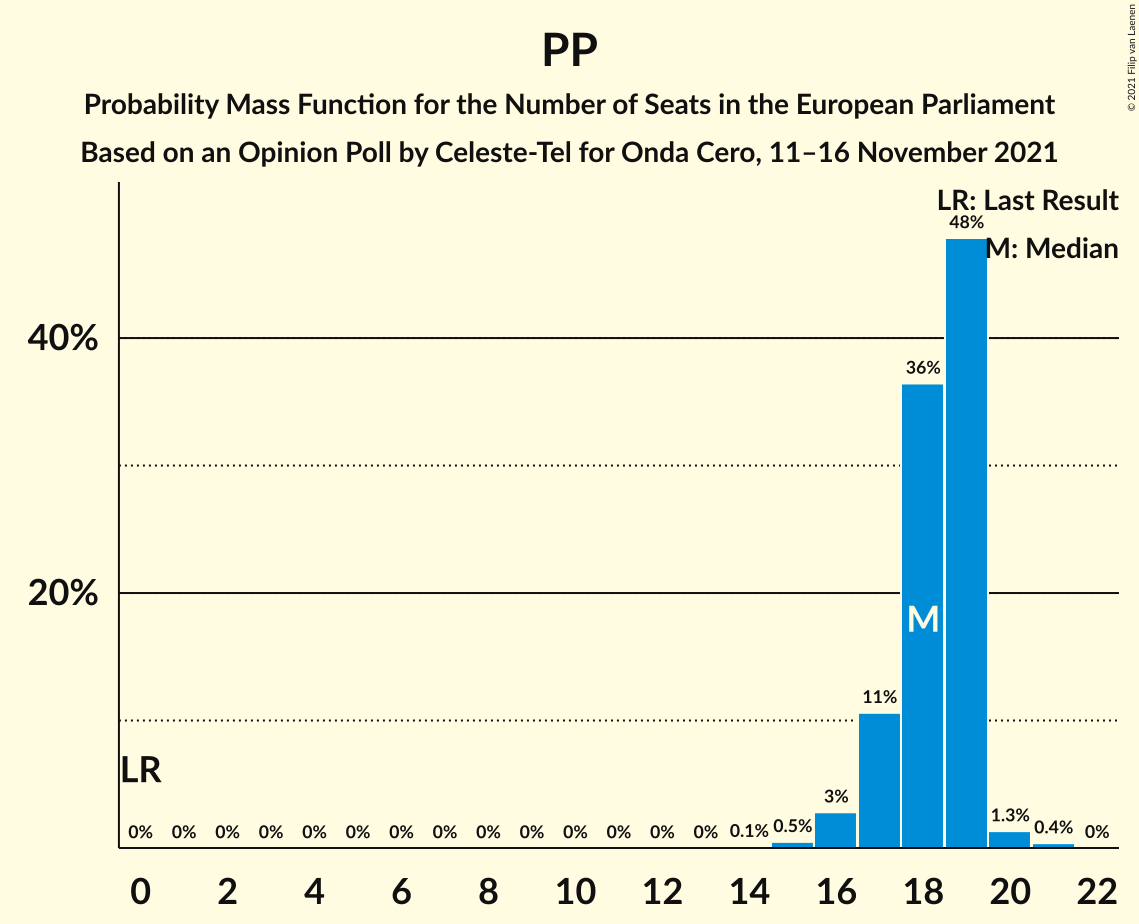 PP
Probability Mass Function for the Number of Seats in the European Parliament
Based on an Opinion Poll by Celeste-Tel for Onda Cero, 11–16 November 2021
© 2021 Filip van Laenen
LR: Last Result
M: Median
48%
40%
36%
20%
M
11%
LR
3%
0% 0% 0% 0% 0% 0% 0% 0% 0% 0% 0% 0% 0% 0% 0.1% 0.5% 1.3% 0.4% 0%
0 2 4 6 8 10 12 14 16 18 20 22